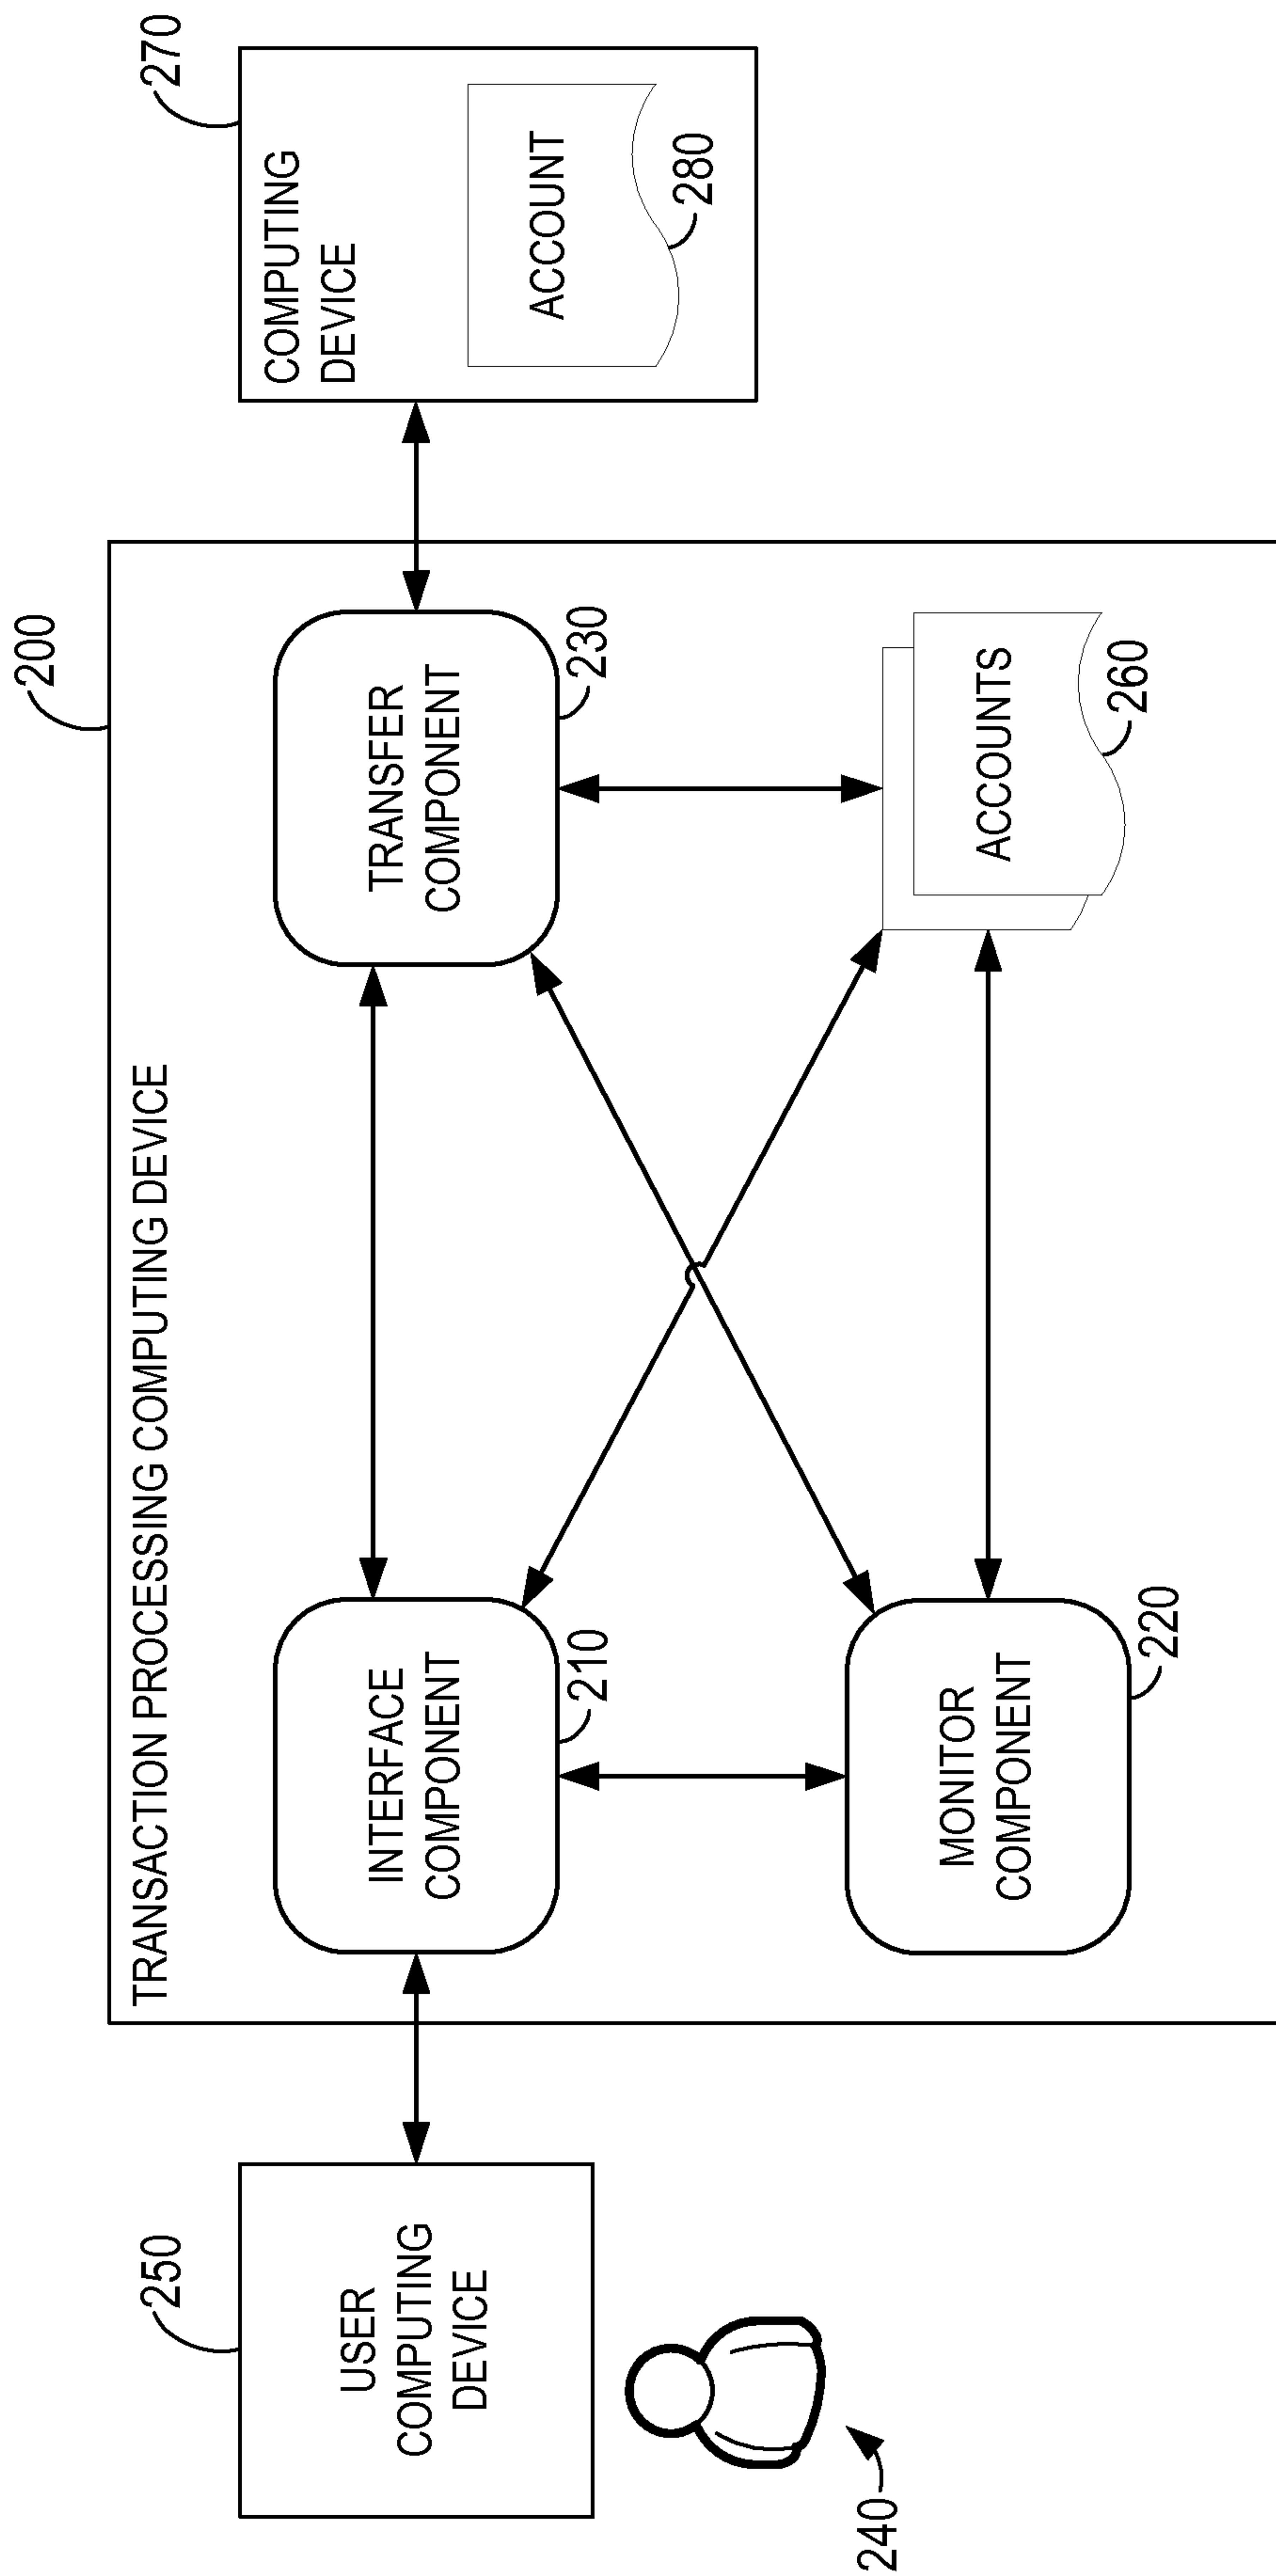 200
270
250
TRANSACTION PROCESSING COMPUTING DEVICE
COMPUTING
DEVICE
USER
COMPUTING
DEVICE
INTERFACE
COMPONENT
210
TRANSFER
COMPONENT
230
ACCOUNT
280
240
MONITOR
COMPONENT
220
ACCOUNTS
260